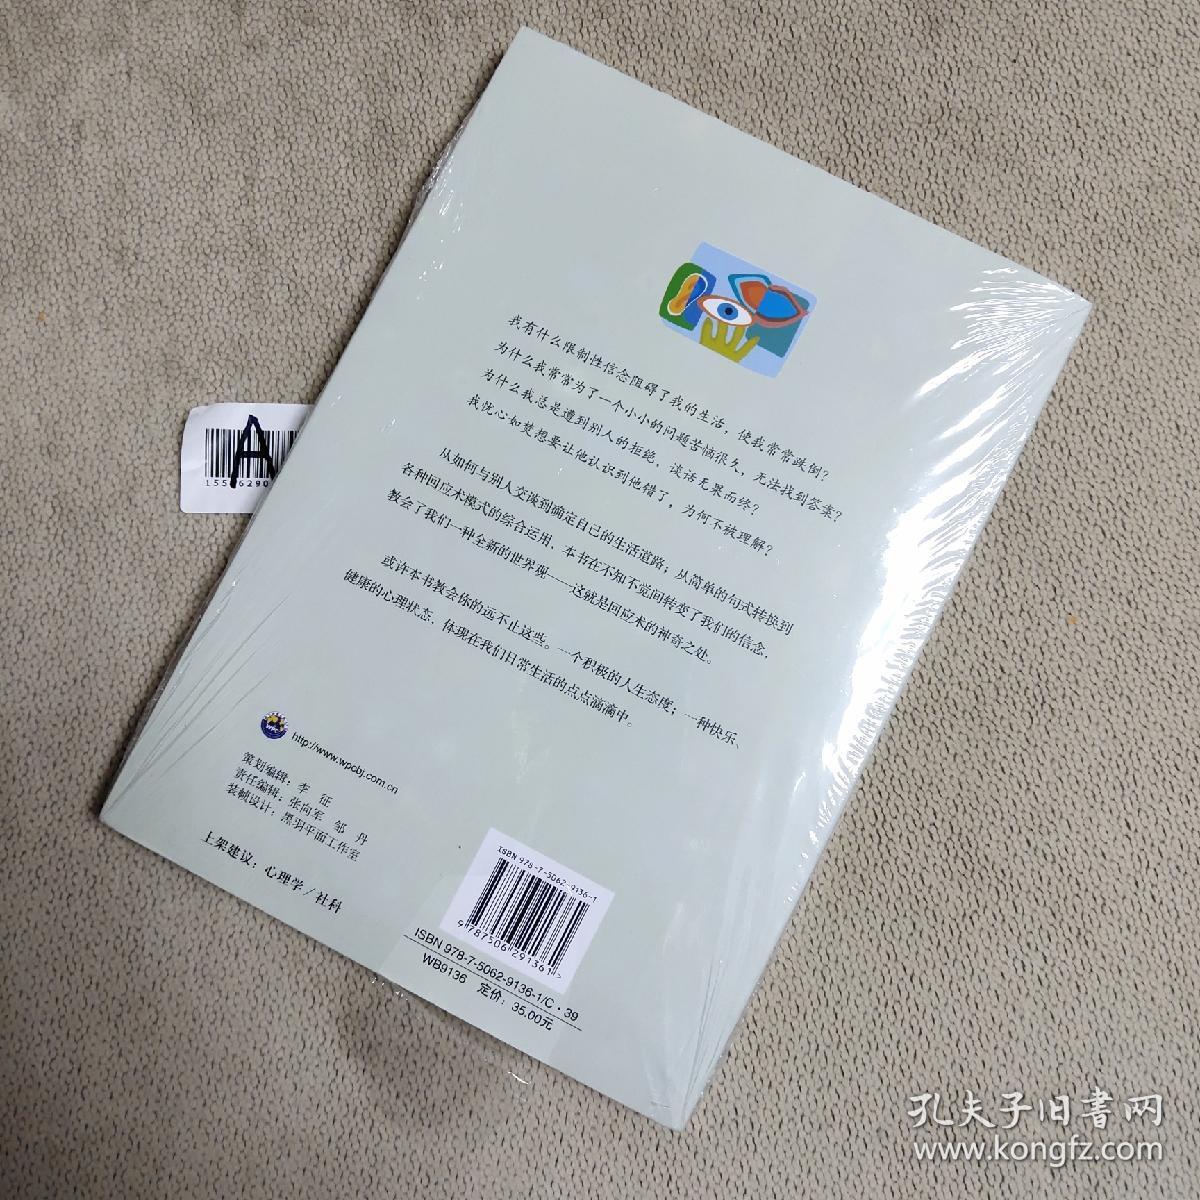 我有什么限制性信念阻碍了我的生活，使我常常跌倒？
为什么我常常为了一个小小的问题苦恼很久，无法找到答案？
为什么我总是遭到别人的拒绝，谈话无果而终？
我忧心如焚想要让他认识到他错了，为何不被理解？
从如何与别人交谈到确定自己的生活道路；从简单的句式转换到
各种回应术模式的综合运用，本书在不知不觉间转变了我们的信念，
教会了我们一种全新的世界观——这就是回应术的神奇之处。
或许本书教会你的远不止这些。一个积极的人生态度；一种快乐、
健康的心理状态，体现在我们日常生活的点点滴滴中。
http://www.wpcbj.com.cn
策划编辑：李 征
责任编辑：张向军 邹 丹
装帧设计：黑羽平面工作室
上架建议：心理学／社科
ISBN 978-7-5062-9136-1
9 787506 291361 >
ISBN 978-7-5062-9136-1/C·39
WB9136 定价：35.00元
A
孔夫子旧書网
www.kongfz.com